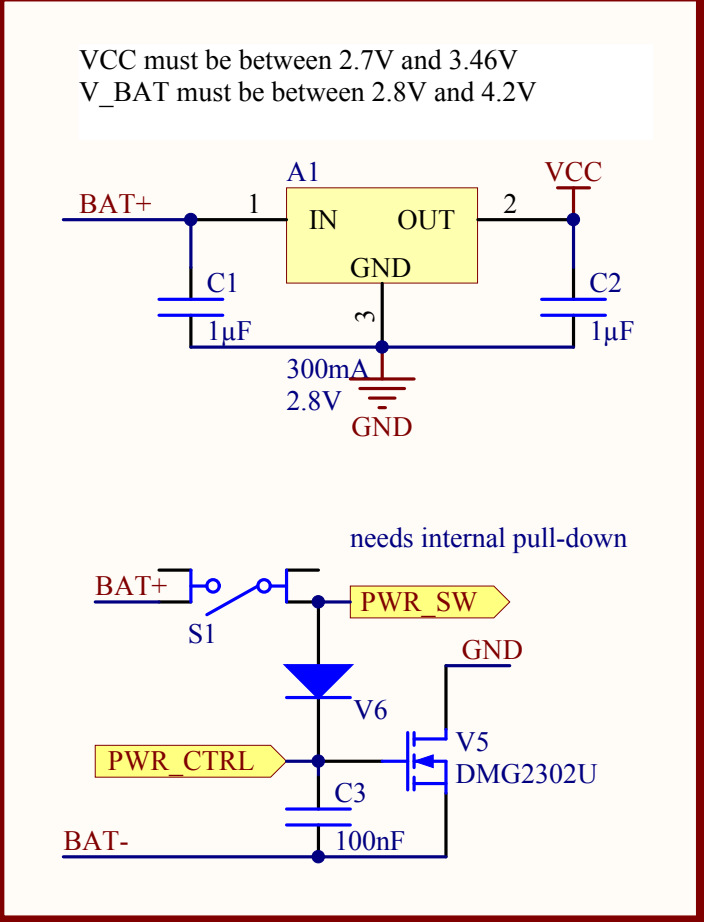 VCC must be between 2.7V and 3.46V
V_BAT must be between 2.8V and 4.2V
A1
VCC
BAT+
1
IN
OUT
2
GND
C1
1µF
3
C2
1µF
300mA
2.8V
GND
needs internal pull-down
BAT+
S1
PWR_SW
GND
V6
PWR_CTRL
V5
DMG2302U
C3
100nF
BAT-